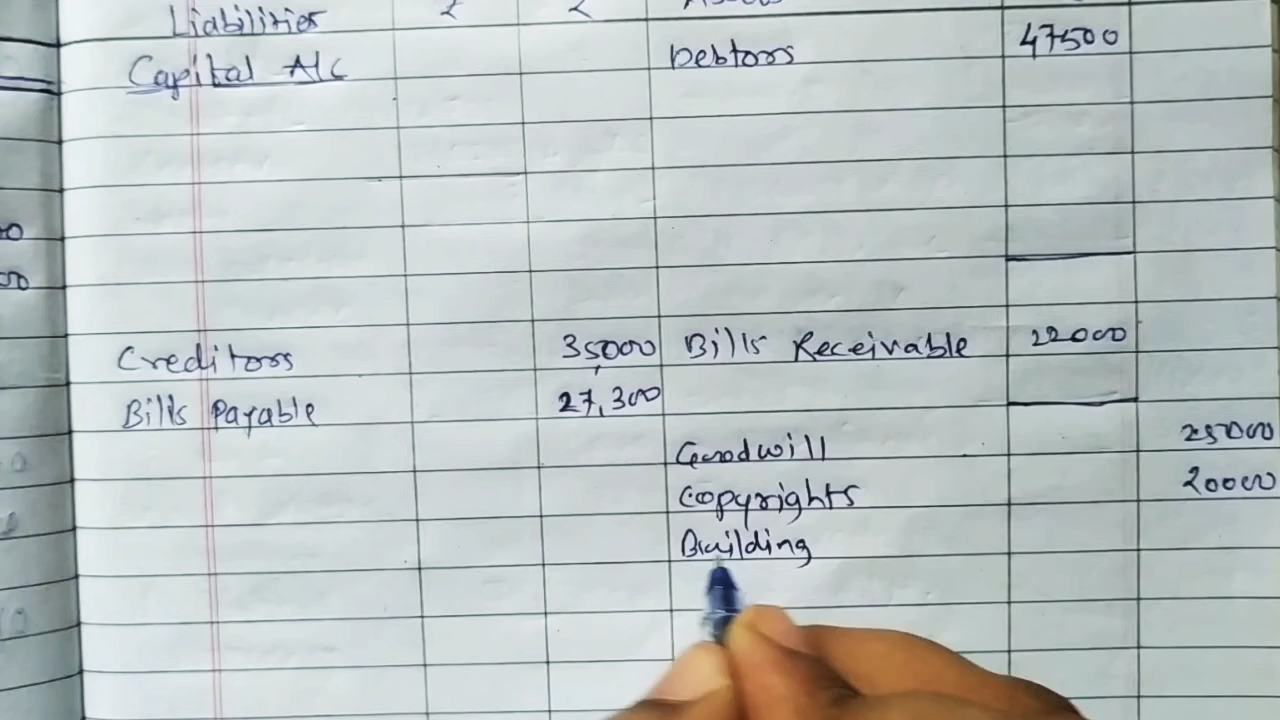 Liabilities ₹ ₹
Capital A/c Debtors 47500
Creditors 35000 Bills Receivable 22000
Bills Payable 27,300
Goodwill 25000
Copyrights 20000
Building